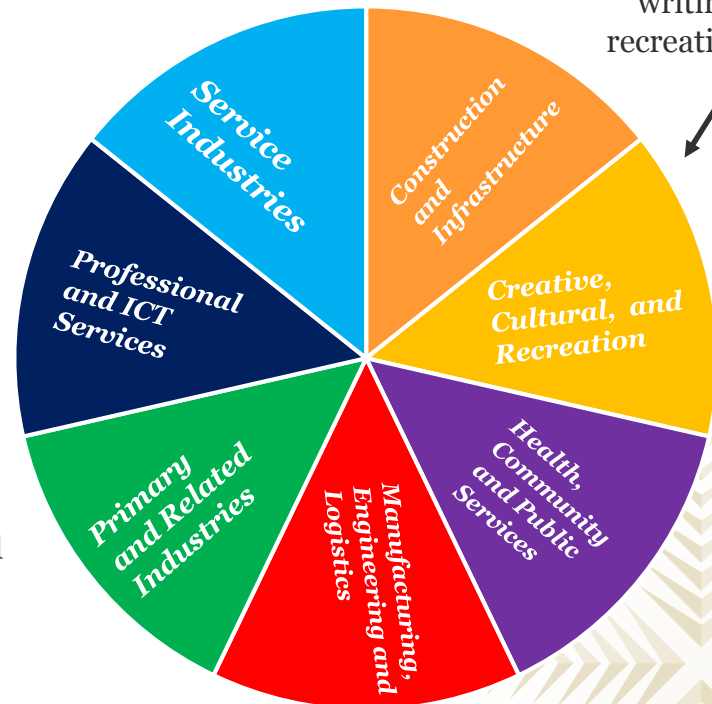 recreati
Service
Industries
Construction
and
Infrastructure
Creative,
Cultural, and
Recreation
Health,
Community
and Public
Services
Manufacturing,
Engineering and
Logistics
Primary
and Related
Industries
Professional
and ICT
Services